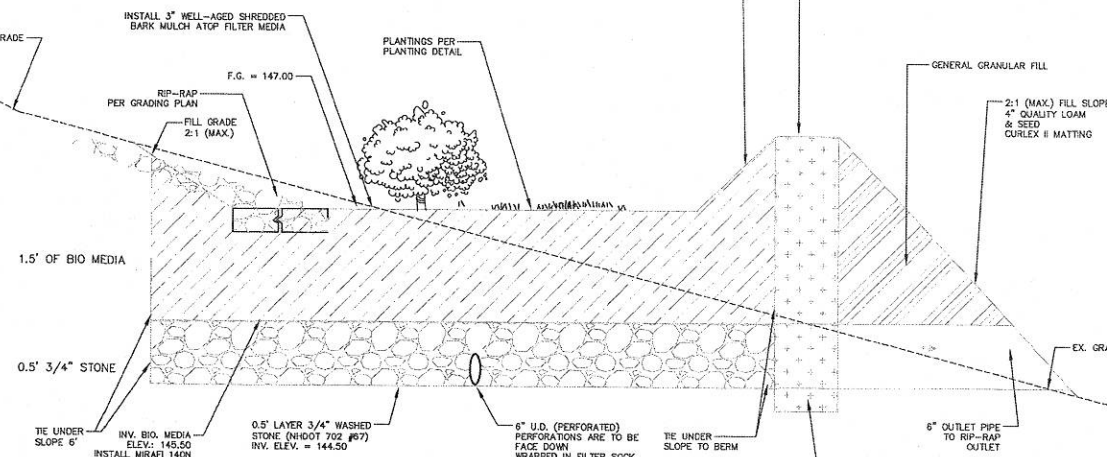 INSTALL 3" WELL-AGED SHREDDED
BARK MULCH ATOP FILTER MEDIA
PLANTINGS PER
PLANTING DETAIL
F.G. = 147.00
RIP-RAP
PER GRADING PLAN
FILL GRADE
2:1 (MAX.)
GENERAL GRANULAR FILL
2:1 (MAX.) FILL SLOPE
4" QUALITY LOAM
& SEED
CURLEX II MATTING
1.5' OF BIO MEDIA
0.5' 3/4" STONE
TIE UNDER
SLOPE 6'
INV. BIO. MEDIA
ELEV.: 145.50
INSTALL MIRAFI 140N
0.5' LAYER 3/4" WASHED
STONE (NHDOT 702 #67)
INV. ELEV. = 144.50
6" U.D. (PERFORATED)
PERFORATIONS ARE TO BE
FACE DOWN
WRAPPED IN FILTER SOCK
TIE UNDER
SLOPE TO BERM
6" OUTLET PIPE
TO RIP-RAP
OUTLET
EX. GRA
RADE